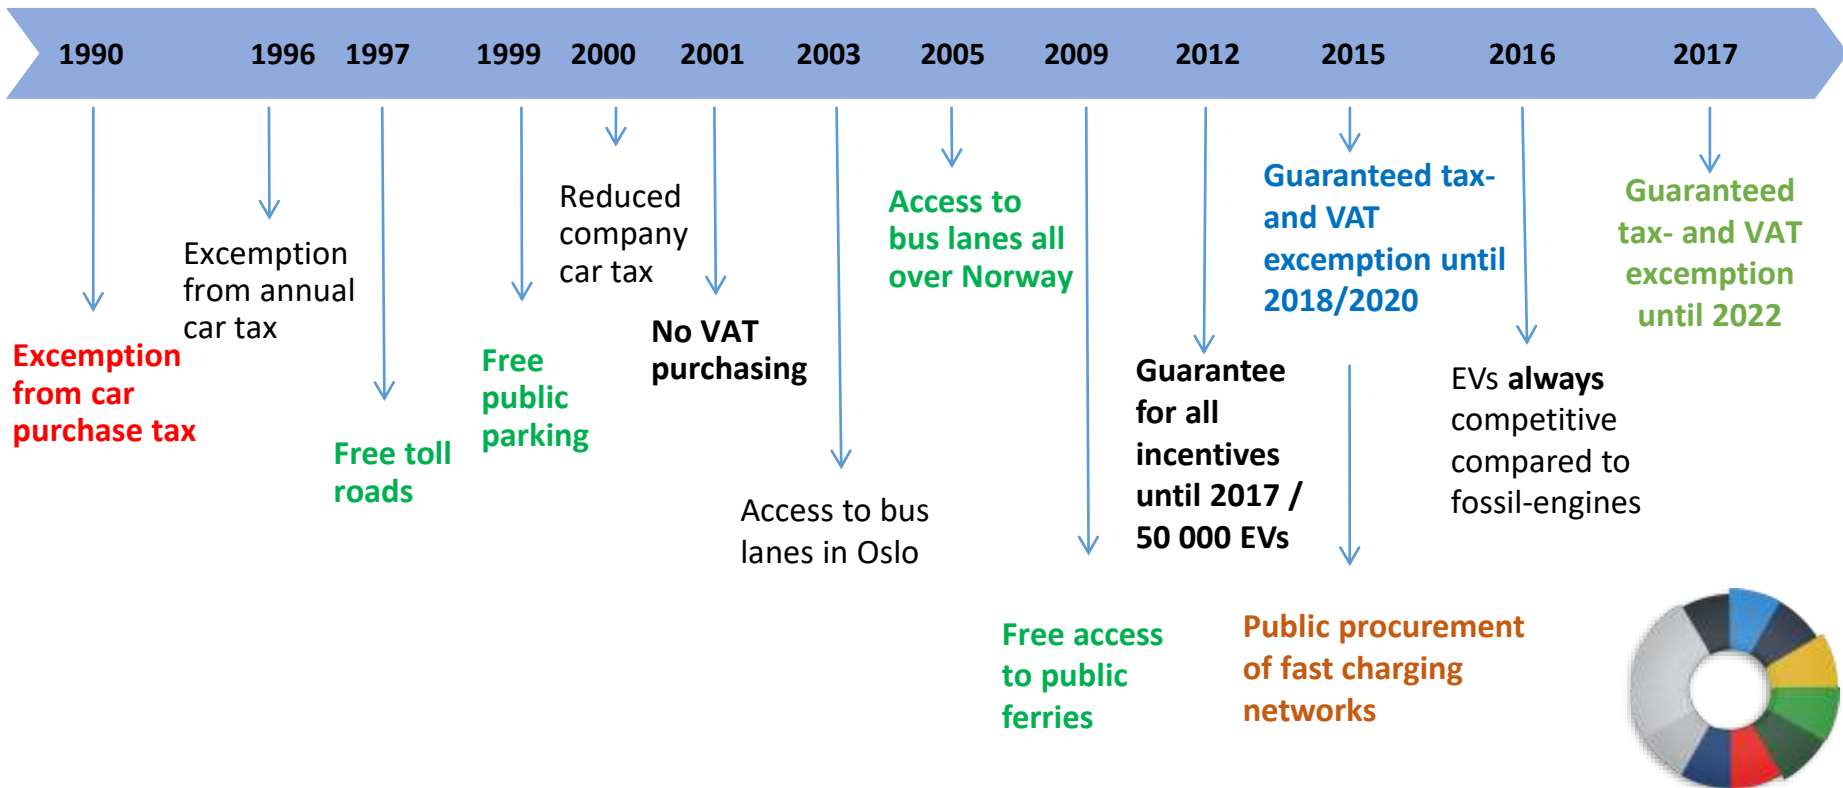 1990
1996
1997
1999
2000
2001
2003
2005
2009
2012
2015
2016
2017
Excemption
from car
purchase tax
Excemption
from annual
car tax
Free toll
roads
Free
public
parking
Reduced
company
car tax
No VAT
purchasing
Access to bus
lanes in Oslo
Access to
bus lanes all
over Norway
Free access
to public
ferries
Guarantee
for all
incentives
until 2017 /
50 000 EVs
Guaranteed tax-
and VAT
excemption until
2018/2020
Public procurement
of fast charging
networks
EVs always
competitive
compared to
fossil-engines
Guaranteed
tax- and VAT
excemption
until 2022